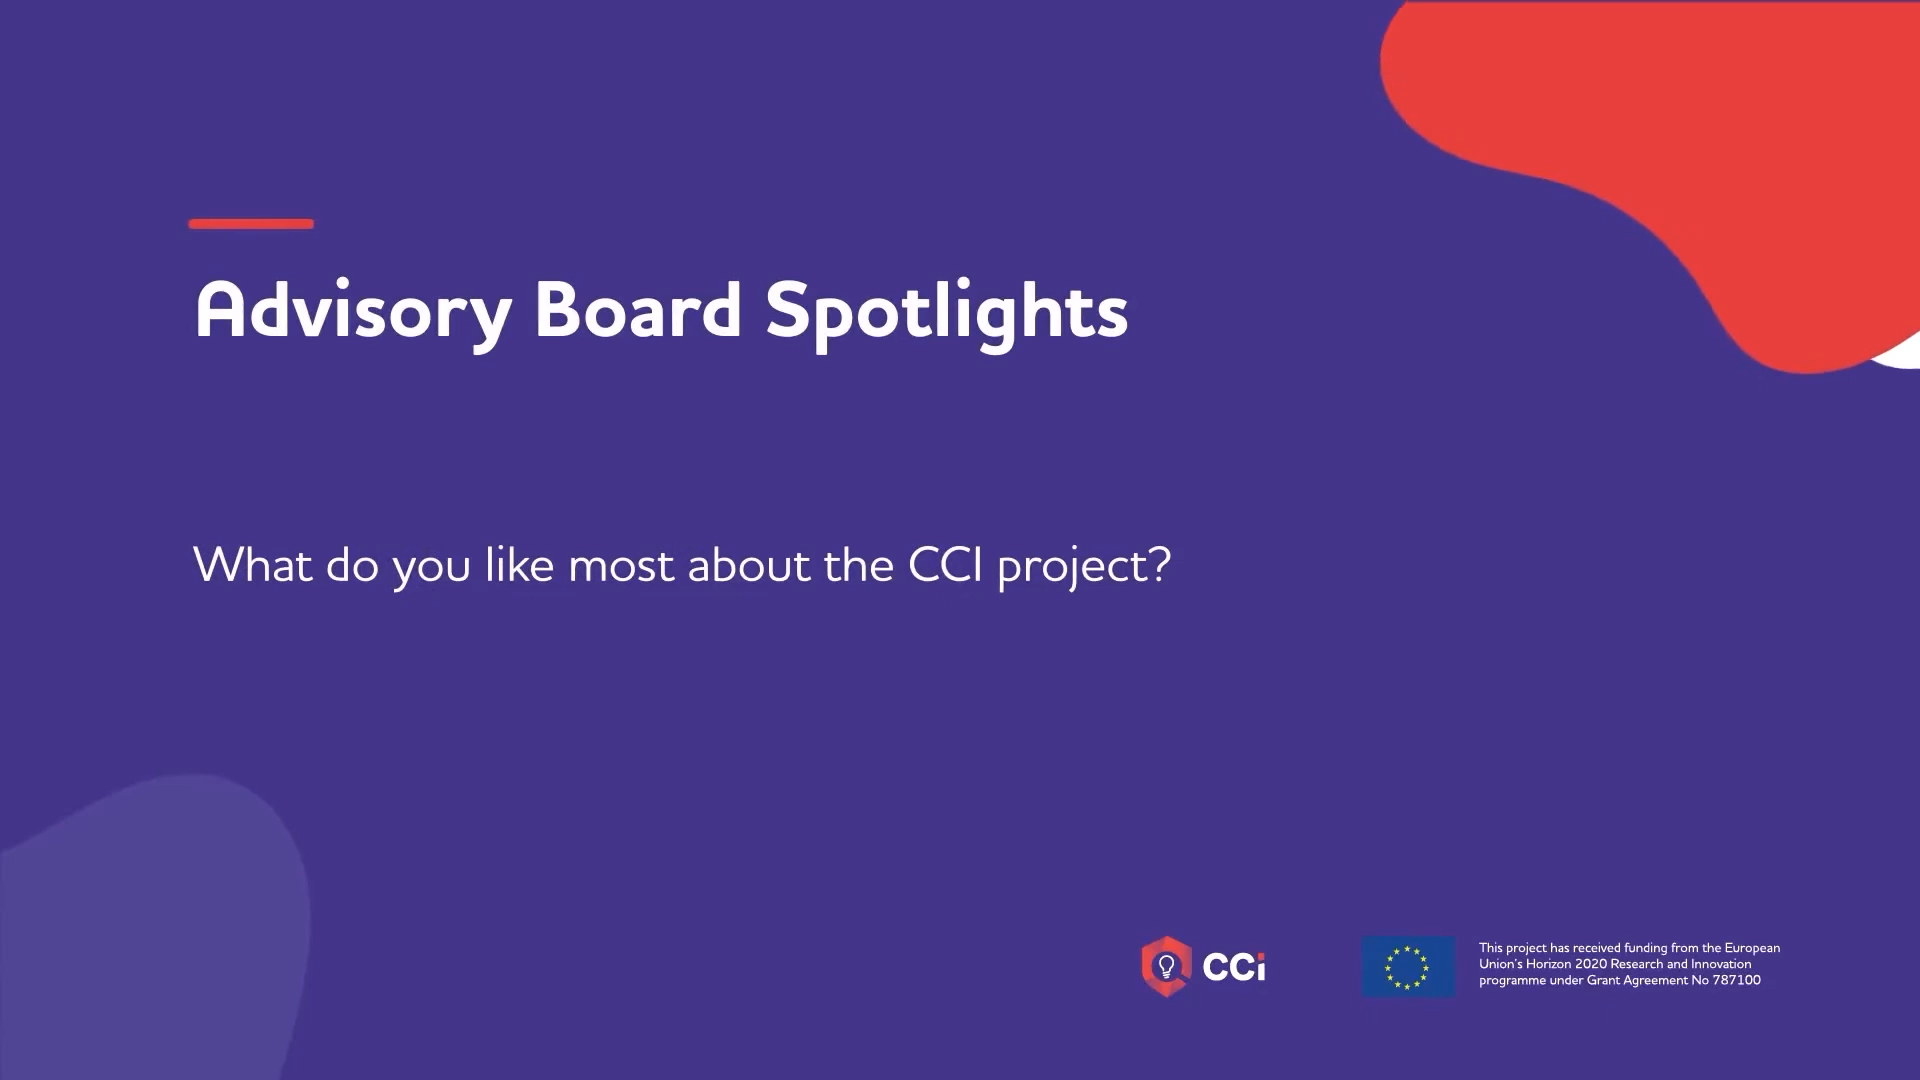 Advisory Board Spotlights
What do you like most about the CCI project?
CCi
This project has received funding from the European
Union's Horizon 2020 Research and Innovation
programme under Grant Agreement No 787100